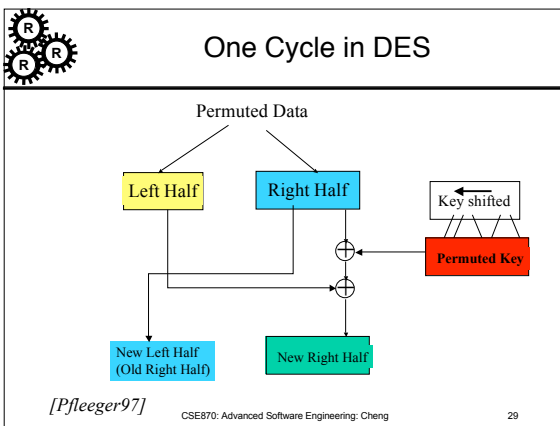 R
R
R
One Cycle in DES
Permuted Data
Left Half
Right Half
Key shifted
Permuted Key
New Left Half
(Old Right Half)
New Right Half
[Pfleeger97]
CSE870: Advanced Software Engineering: Cheng
29